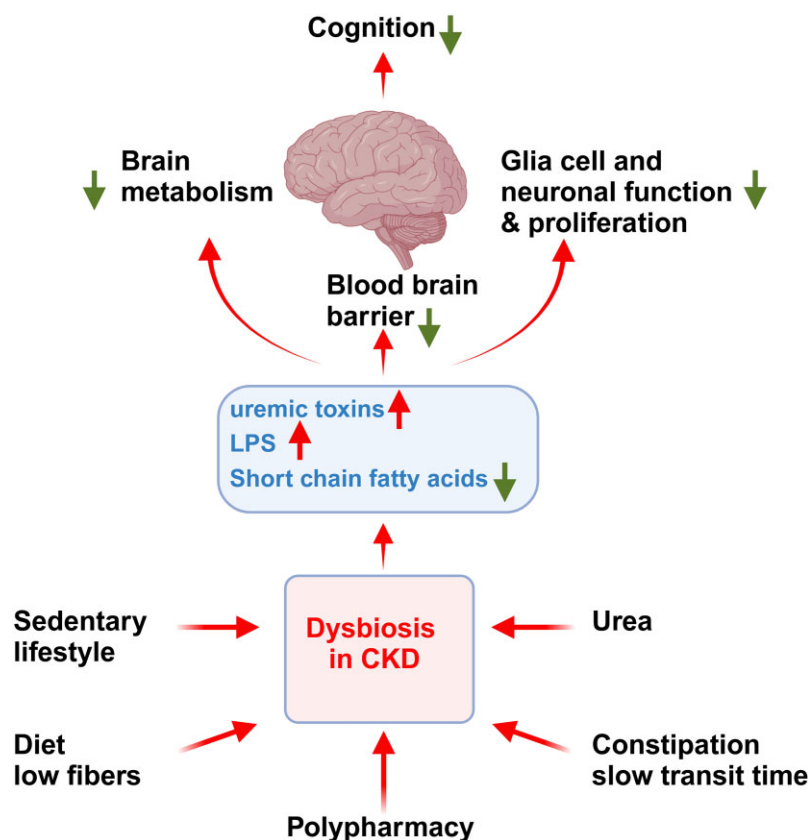 Cognition
Brain
metabolism
Glia cell and
neuronal function
& proliferation
Blood brain
barrier
uremic toxins
LPS
Short chain fatty acids
Dysbiosis
in CKD
Sedentary
lifestyle
Urea
Diet
low fibers
Constipation
slow transit time
Polypharmacy